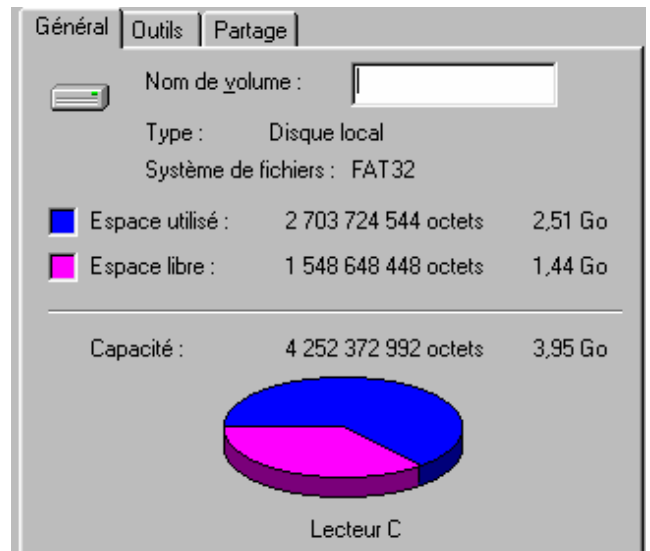 Général Outils Partage
Nom de volume :
Type : Disque local
Système de fichiers : FAT32
Espace utilisé : 2 703 724 544 octets 2,51 Go
Espace libre : 1 548 648 448 octets 1,44 Go
Capacité : 4 252 372 992 octets 3,95 Go
Lecteur C